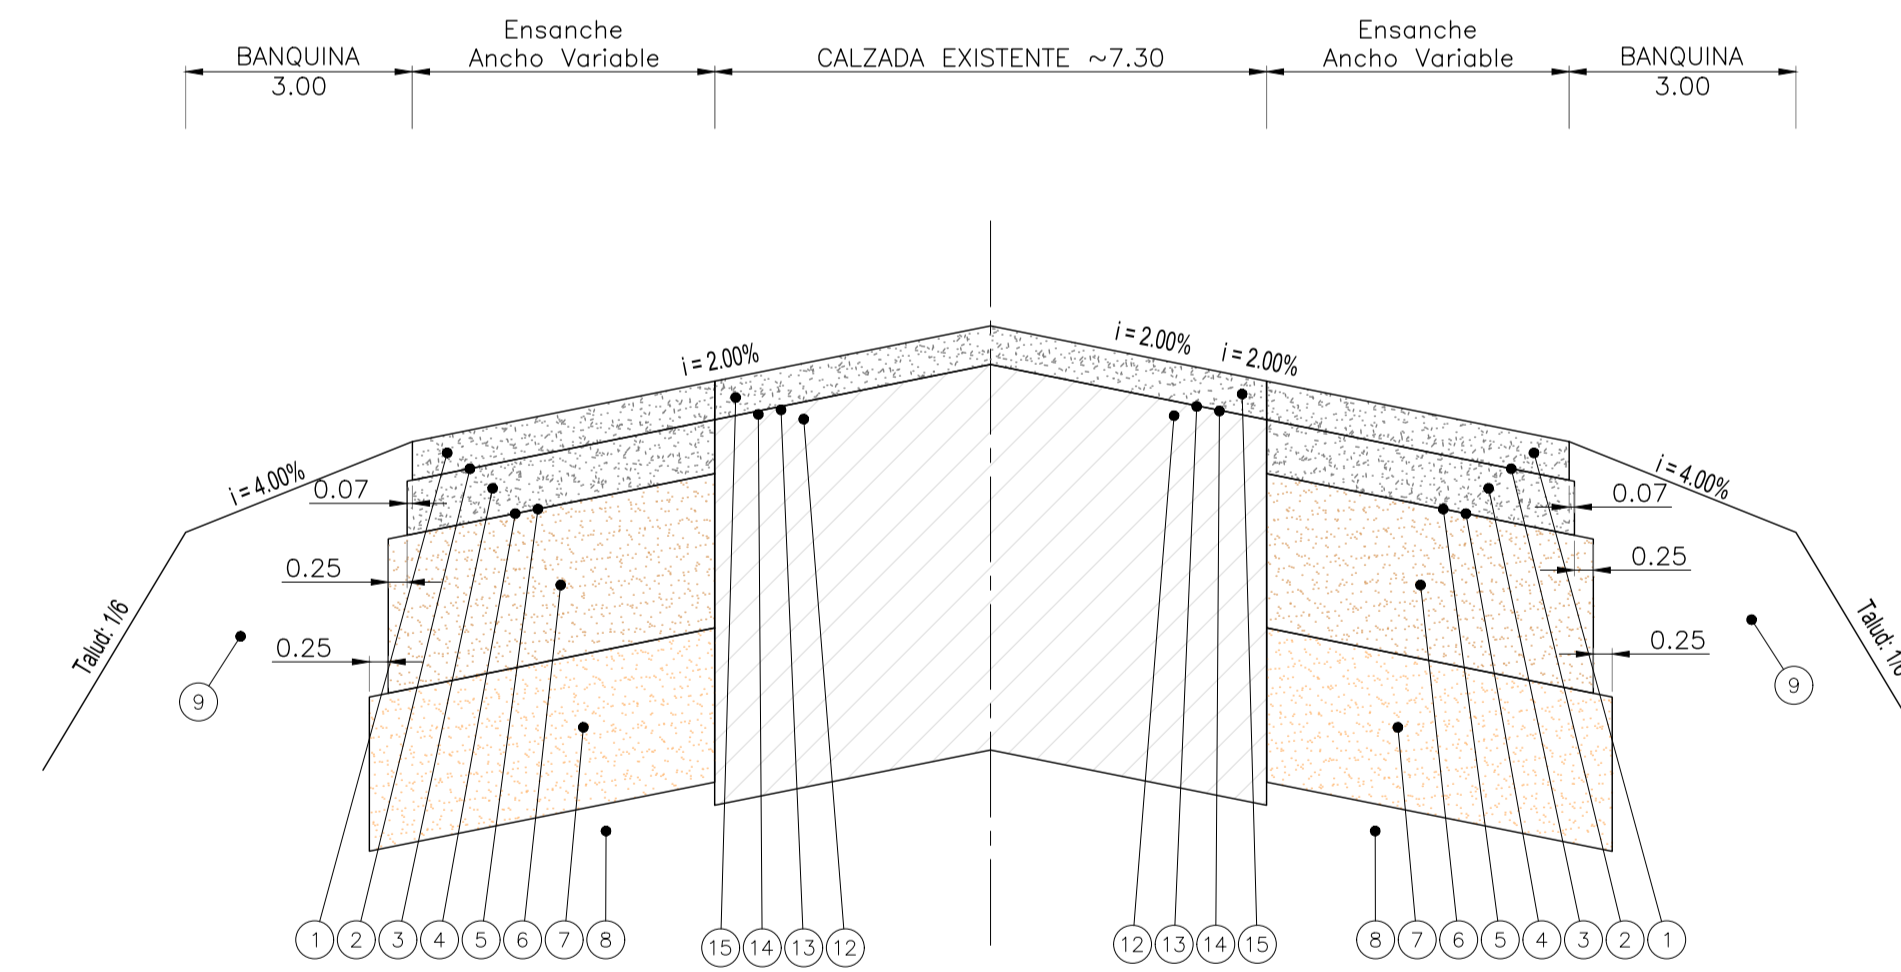 Ensanche
Ensanche
BANQUINA
Ancho Variable
CALZADA EXISTENTE ~7.30
Ancho Variable
BANQUINA
3.00
3.00
i = 2.00%
i = 2.00%
i = 2.00%
i = 4.00%
i = 4.00%
0.07
0.07
0.25
0.25
Talud: 1/6
Talud: 1/6
0.25
0.25
9
9
1 2 3 4 5 6 7 8
15 14 13 12
12 13 14 15
8 7 6 5 4 3 2 1